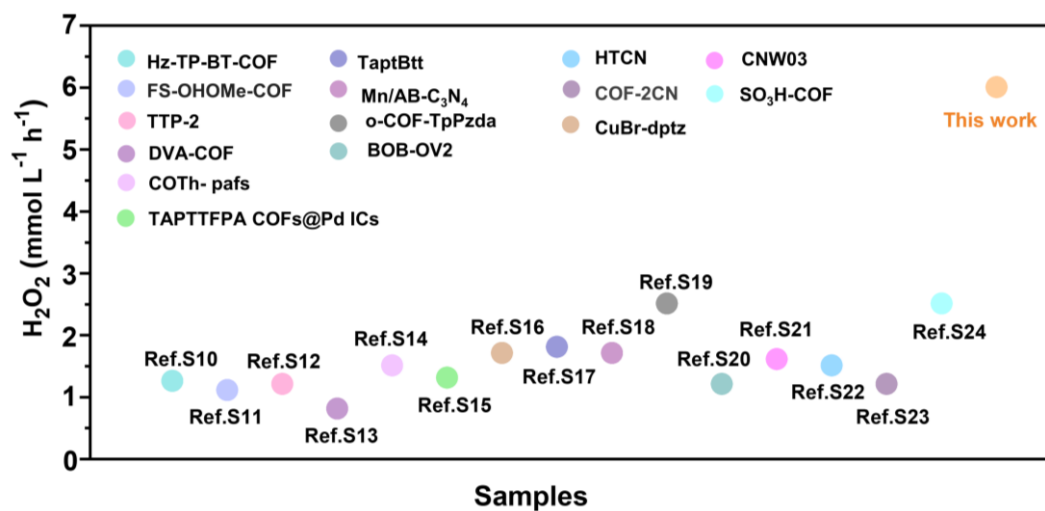 7
6
5
4
3
2
1
0
H₂O₂ (mmol L⁻¹ h⁻¹)
Samples
Hz-TP-BT-COF
FS-OHOMe-COF
TTP-2
DVA-COF
COTh- pafs
TAPTTFPA COFs@Pd ICs
TaptBtt
Mn/AB-C₃N₄
o-COF-TpPzda
BOB-OV2
HTCN
COF-2CN
CuBr-dptz
CNW03
SO₃H-COF
This work
Ref.S10
Ref.S11
Ref.S12
Ref.S13
Ref.S14
Ref.S15
Ref.S16
Ref.S17
Ref.S18
Ref.S19
Ref.S20
Ref.S21
Ref.S22
Ref.S23
Ref.S24